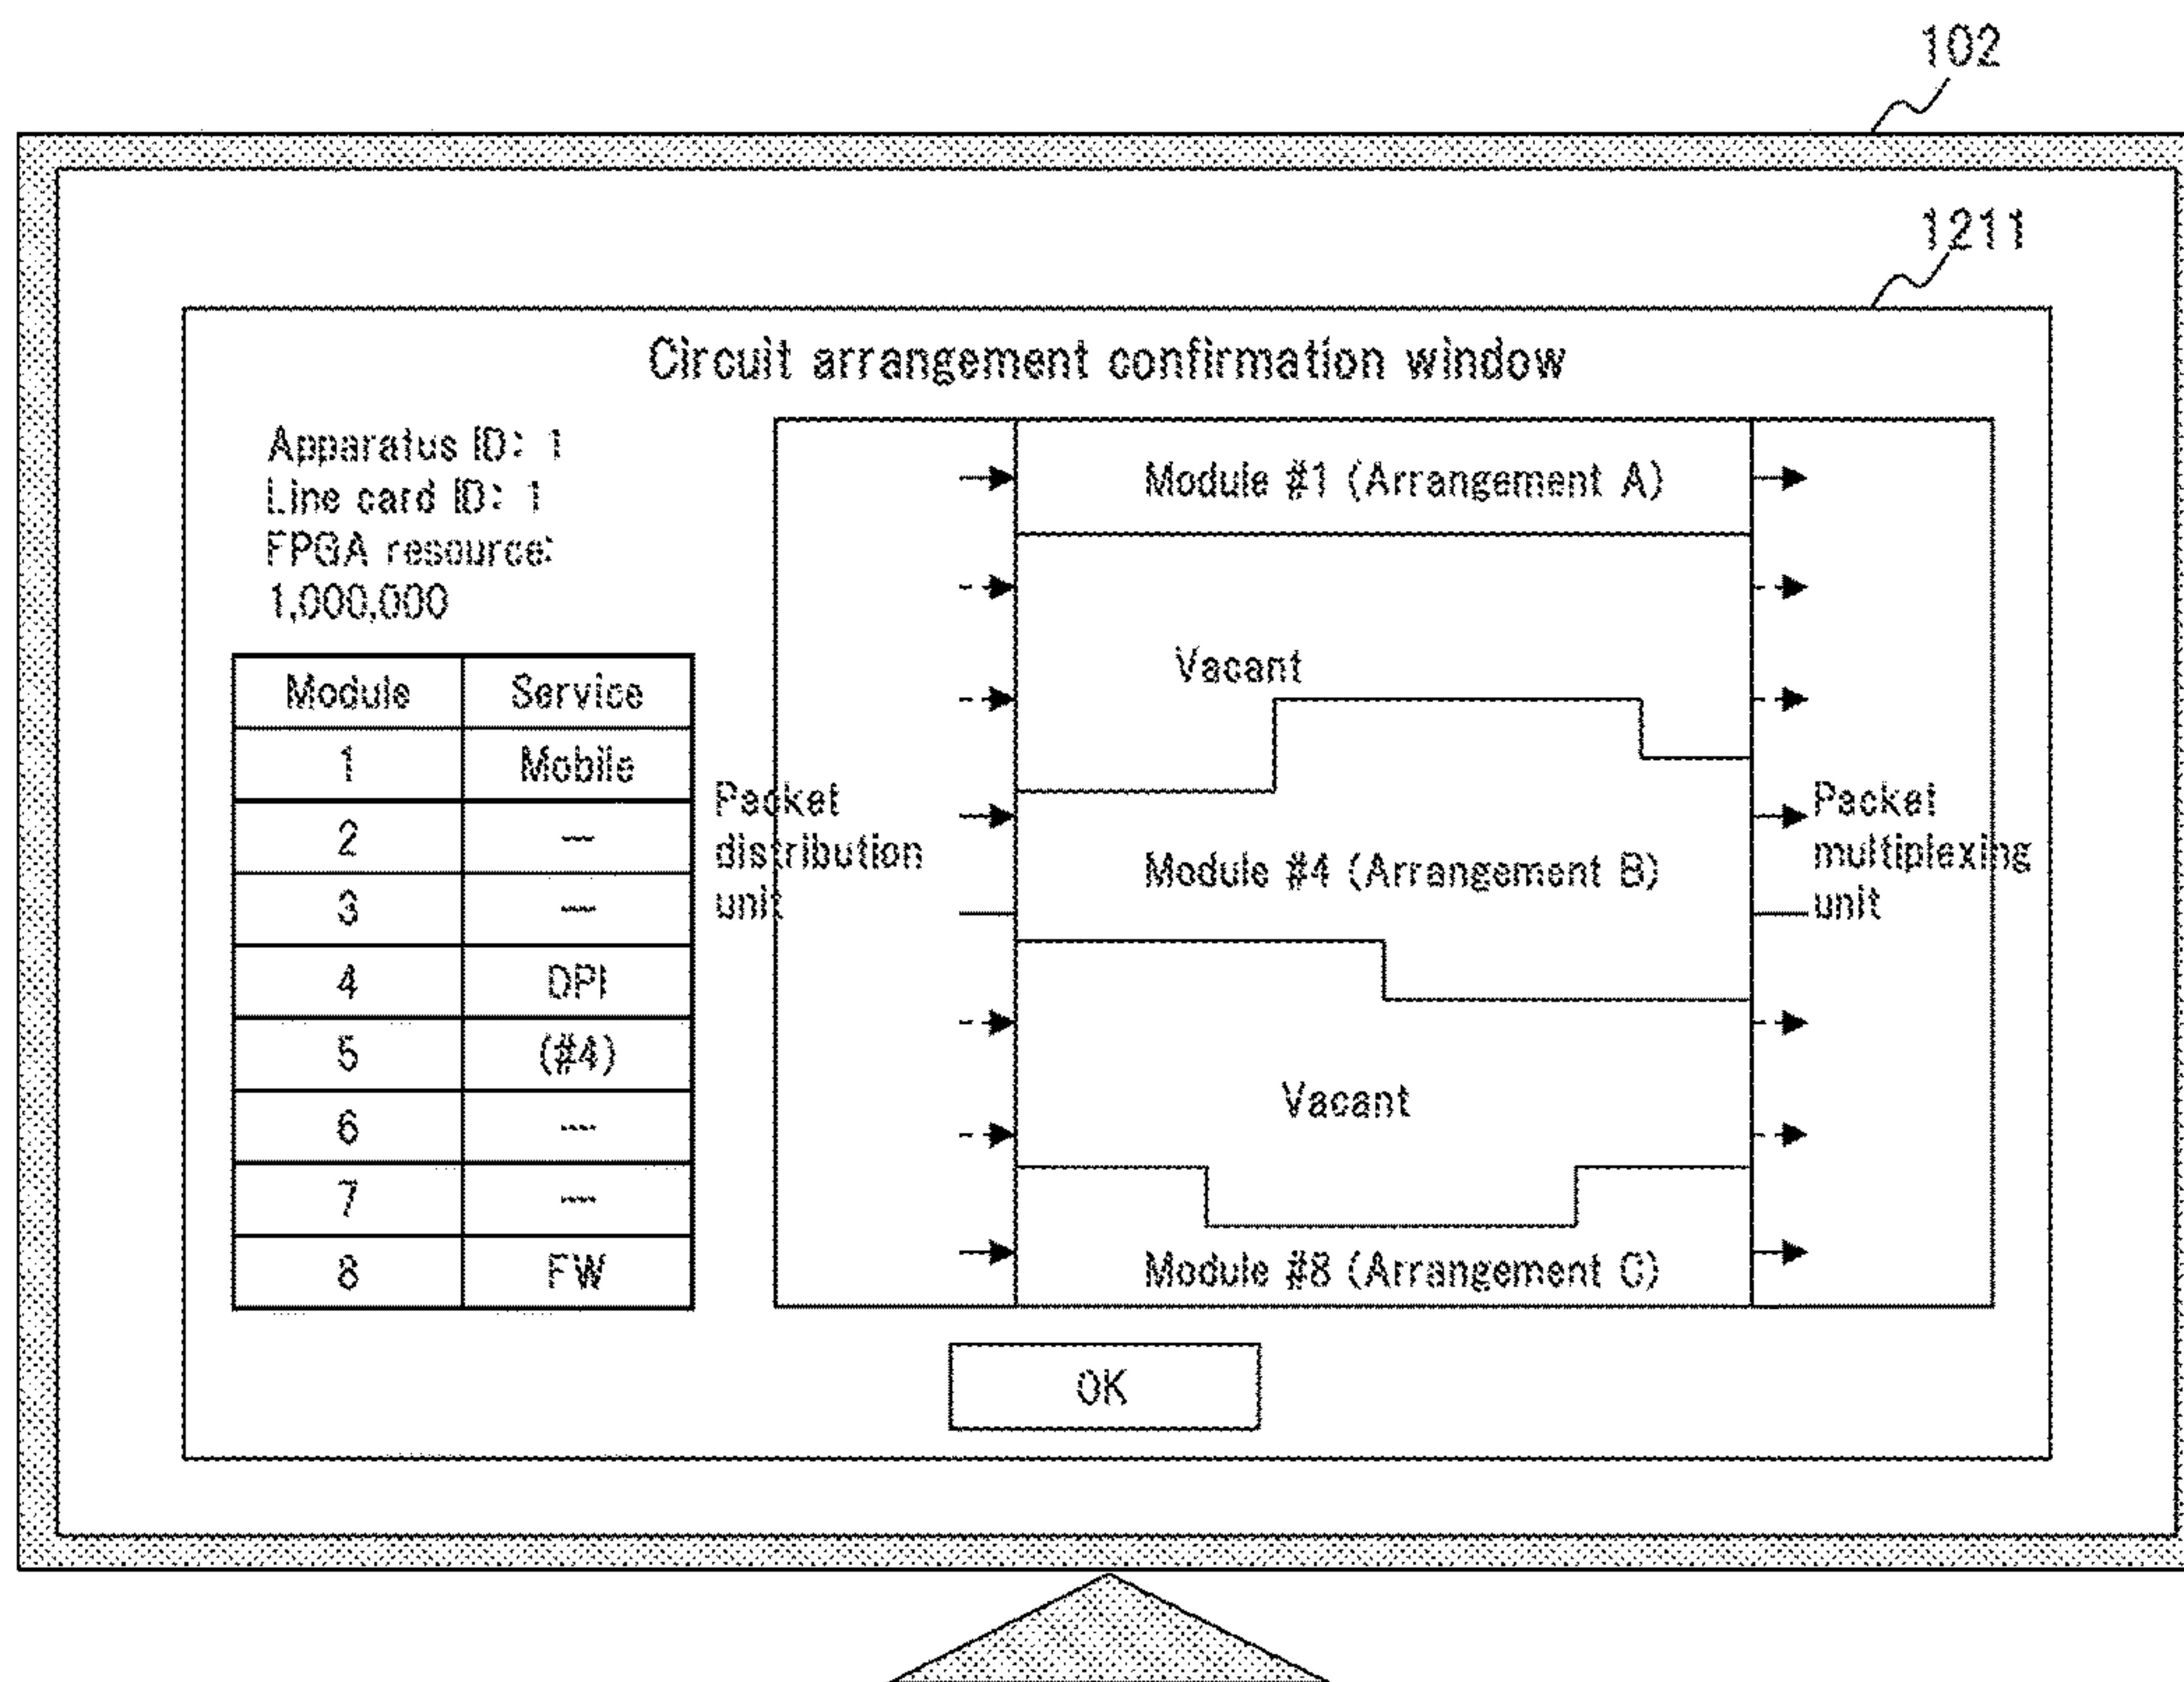 102
1211
Circuit arrangement confirmation window
Apparatus ID: 1
Line card ID: 1
FPGA resource:
1,000,000
Module Service
1 Mobile
2 —
3 —
4 DPI
5 (#4)
6 —
7 —
8 FW
Packet
distribution
unit
Module #1 (Arrangement A)
Vacant
Module #4 (Arrangement B)
Vacant
Module #8 (Arrangement C)
Packet
multiplexing
unit
OK